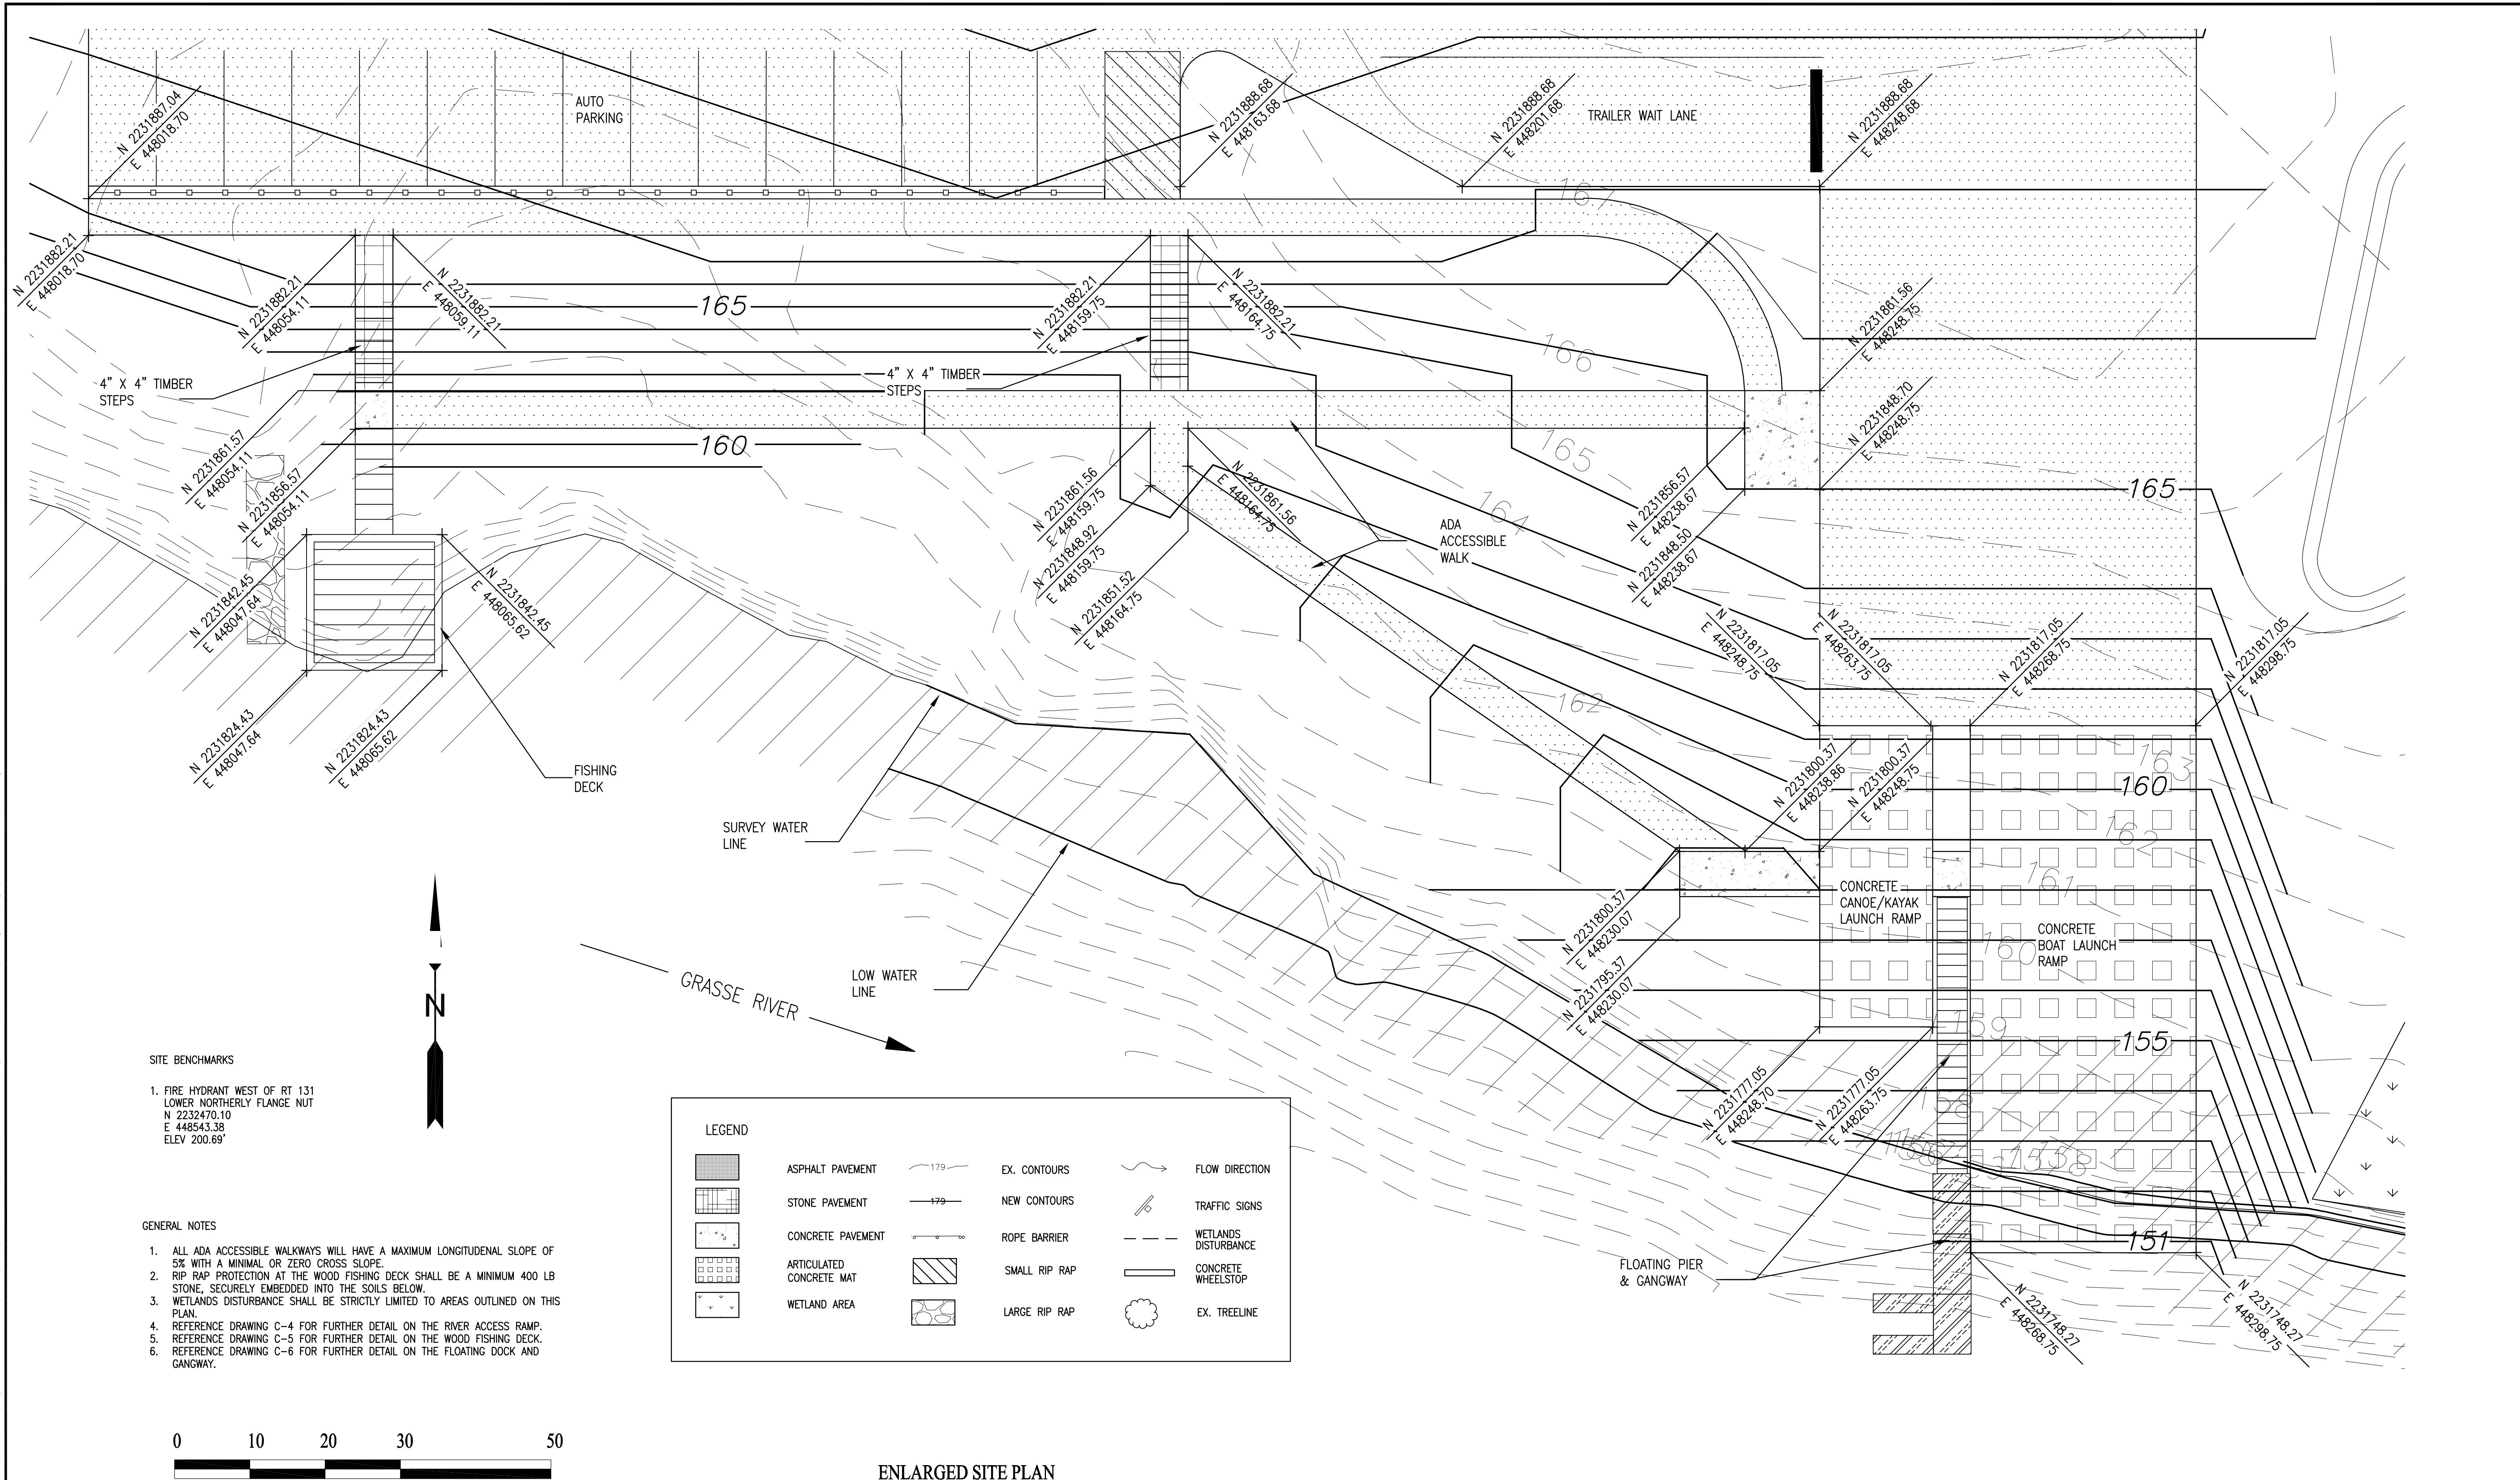 AUTO
PARKING
TRAILER WAIT LANE
N 2231887.04
E 448018.70
N 2231888.68
E 448163.68
N 2231888.68
E 448201.68
N 2231888.68
E 448248.68
167
N 2231882.21
E 448018.70
N 2231882.21
E 448054.11
N 2231882.21
E 448059.11
165
N 2231882.21
E 448159.75
N 2231882.21
E 448164.75
166
N 2231861.56
E 448248.75
4" X 4" TIMBER
STEPS
4" X 4" TIMBER
STEPS
N 2231861.57
E 448054.11
N 2231856.57
E 448054.11
160
N 2231861.56
E 448159.75
N 2231861.56
E 448164.75
165
N 2231848.70
E 448248.75
N 2231856.57
E 448238.67
165
164
ADA
ACCESSIBLE
WALK
N 2231848.92
E 448159.75
N 2231851.52
E 448164.75
N 2231848.50
E 448238.67
N 2231842.45
E 448047.64
N 2231842.45
E 448065.62
N 2231817.05
E 448248.75
N 2231817.05
E 448263.75
N 2231817.05
E 448268.75
N 2231817.05
E 448298.75
162
N 2231824.43
E 448047.64
N 2231824.43
E 448065.62
FISHING
DECK
SURVEY WATER
LINE
N 2231800.37
E 448238.86
N 2231800.37
E 448248.75
163
160
162
161
CONCRETE
CANOE/KAYAK
LAUNCH RAMP
CONCRETE
BOAT LAUNCH
RAMP
160
N 2231800.37
E 448230.07
N 2231795.37
E 448230.07
LOW WATER
LINE
GRASSE RIVER
N
159
155
N 2231777.05
E 448248.70
N 2231777.05
E 448263.75
158
151
FLOATING PIER
& GANGWAY
N 2231748.27
E 448268.75
N 2231748.27
E 448298.75
SITE BENCHMARKS
1. FIRE HYDRANT WEST OF RT 131
LOWER NORTHERLY FLANGE NUT
N 2232470.10
E 448543.38
ELEV 200.69'
GENERAL NOTES
1. ALL ADA ACCESSIBLE WALKWAYS WILL HAVE A MAXIMUM LONGITUDENAL SLOPE OF
5% WITH A MINIMAL OR ZERO CROSS SLOPE.
2. RIP RAP PROTECTION AT THE WOOD FISHING DECK SHALL BE A MINIMUM 400 LB
STONE, SECURELY EMBEDDED INTO THE SOILS BELOW.
3. WETLANDS DISTURBANCE SHALL BE STRICTLY LIMITED TO AREAS OUTLINED ON THIS
PLAN.
4. REFERENCE DRAWING C-4 FOR FURTHER DETAIL ON THE RIVER ACCESS RAMP.
5. REFERENCE DRAWING C-5 FOR FURTHER DETAIL ON THE WOOD FISHING DECK.
6. REFERENCE DRAWING C-6 FOR FURTHER DETAIL ON THE FLOATING DOCK AND
GANGWAY.
LEGEND
ASPHALT PAVEMENT
179
EX. CONTOURS
FLOW DIRECTION
STONE PAVEMENT
179
NEW CONTOURS
TRAFFIC SIGNS
CONCRETE PAVEMENT
ROPE BARRIER
WETLANDS
DISTURBANCE
ARTICULATED
CONCRETE MAT
SMALL RIP RAP
CONCRETE
WHEELSTOP
WETLAND AREA
LARGE RIP RAP
EX. TREELINE
0 10 20 30 50
ENLARGED SITE PLAN